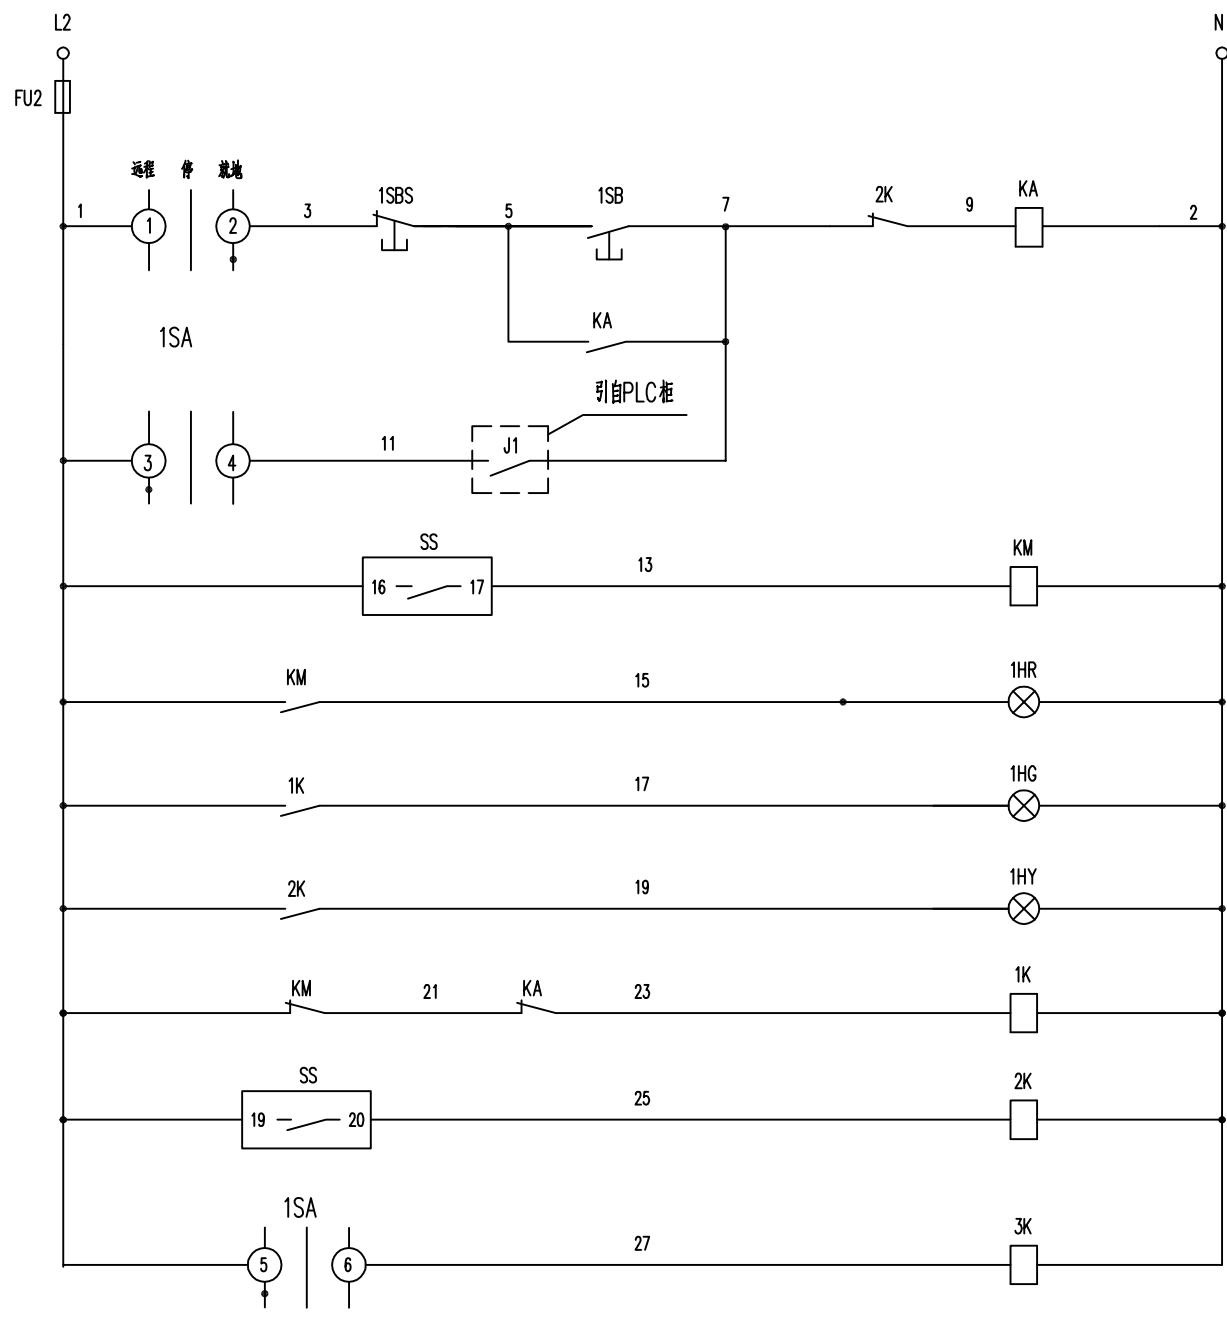 L2 N
FU2
远程 停 就地
1 1 2 3 1SBS 5 1SB 7 2K 9 KA 2
1SA
KA
引自PLC柜
3 4 11 J1
SS
16 17 13 KM
KM 15 1HR
1K 17 1HG
2K 19 1HY
KM 21 KA 23 1K
SS
19 20 25 2K
1SA
5 6 27 3K